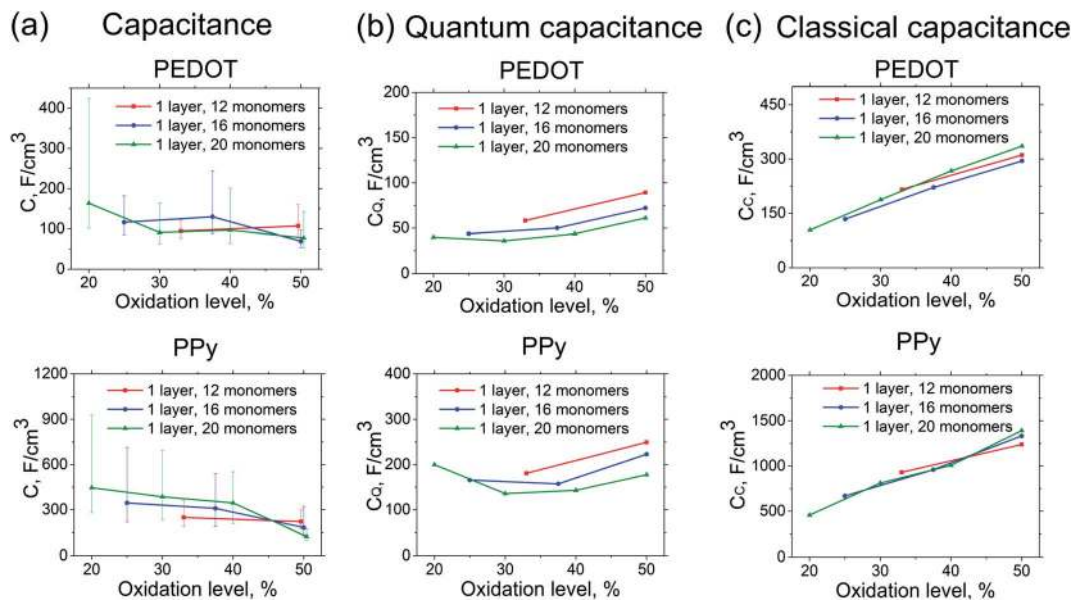 (a) Capacitance
PEDOT
1 layer, 12 monomers
1 layer, 16 monomers
1 layer, 20 monomers
C, F/cm³
400
300
200
100
0
20 30 40 50
Oxidation level, %
(b) Quantum capacitance
PEDOT
1 layer, 12 monomers
1 layer, 16 monomers
1 layer, 20 monomers
CQ, F/cm³
200
150
100
50
0
20 30 40 50
Oxidation level, %
(c) Classical capacitance
PEDOT
1 layer, 12 monomers
1 layer, 16 monomers
1 layer, 20 monomers
Cc, F/cm³
450
300
150
0
20 30 40 50
Oxidation level, %
PPy
1 layer, 12 monomers
1 layer, 16 monomers
1 layer, 20 monomers
C, F/cm³
1200
900
600
300
0
20 30 40 50
Oxidation level, %
PPy
1 layer, 12 monomers
1 layer, 16 monomers
1 layer, 20 monomers
CQ, F/cm³
400
300
200
100
0
20 30 40 50
Oxidation level, %
PPy
1 layer, 12 monomers
1 layer, 16 monomers
1 layer, 20 monomers
Cc, F/cm³
2000
1500
1000
500
0
20 30 40 50
Oxidation level, %